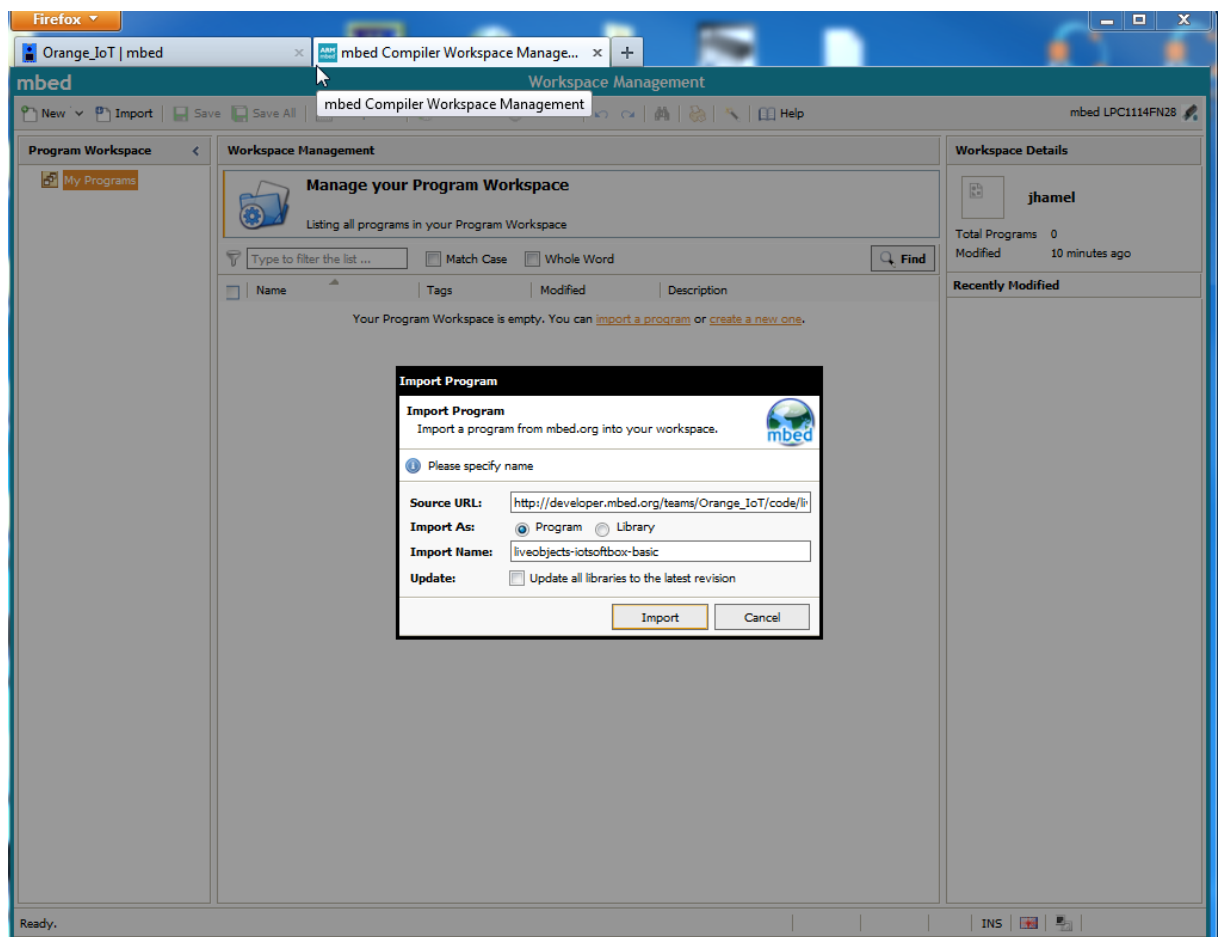 Firefox
Orange_IoT | mbed
mbed Compiler Workspace Manage...
mbed
Workspace Management
mbed Compiler Workspace Management
New
Import
Save
Save All
Help
mbed LPC1114FN28
Program Workspace
Workspace Management
Workspace Details
My Programs
Manage your Program Workspace
Listing all programs in your Program Workspace
jhamel
Total Programs 0
Modified 10 minutes ago
Type to filter the list ...
Match Case
Whole Word
Find
Recently Modified
Name Tags Modified Description
Your Program Workspace is empty. You can import a program or create a new one.
Import Program
Import Program
Import a program from mbed.org into your workspace.
mbed
Please specify name
Source URL: http://developer.mbed.org/teams/Orange_IoT/code/li
Import As: Program Library
Import Name: liveobjects-iotsoftbox-basic
Update: Update all libraries to the latest revision
Import Cancel
Ready.
INS